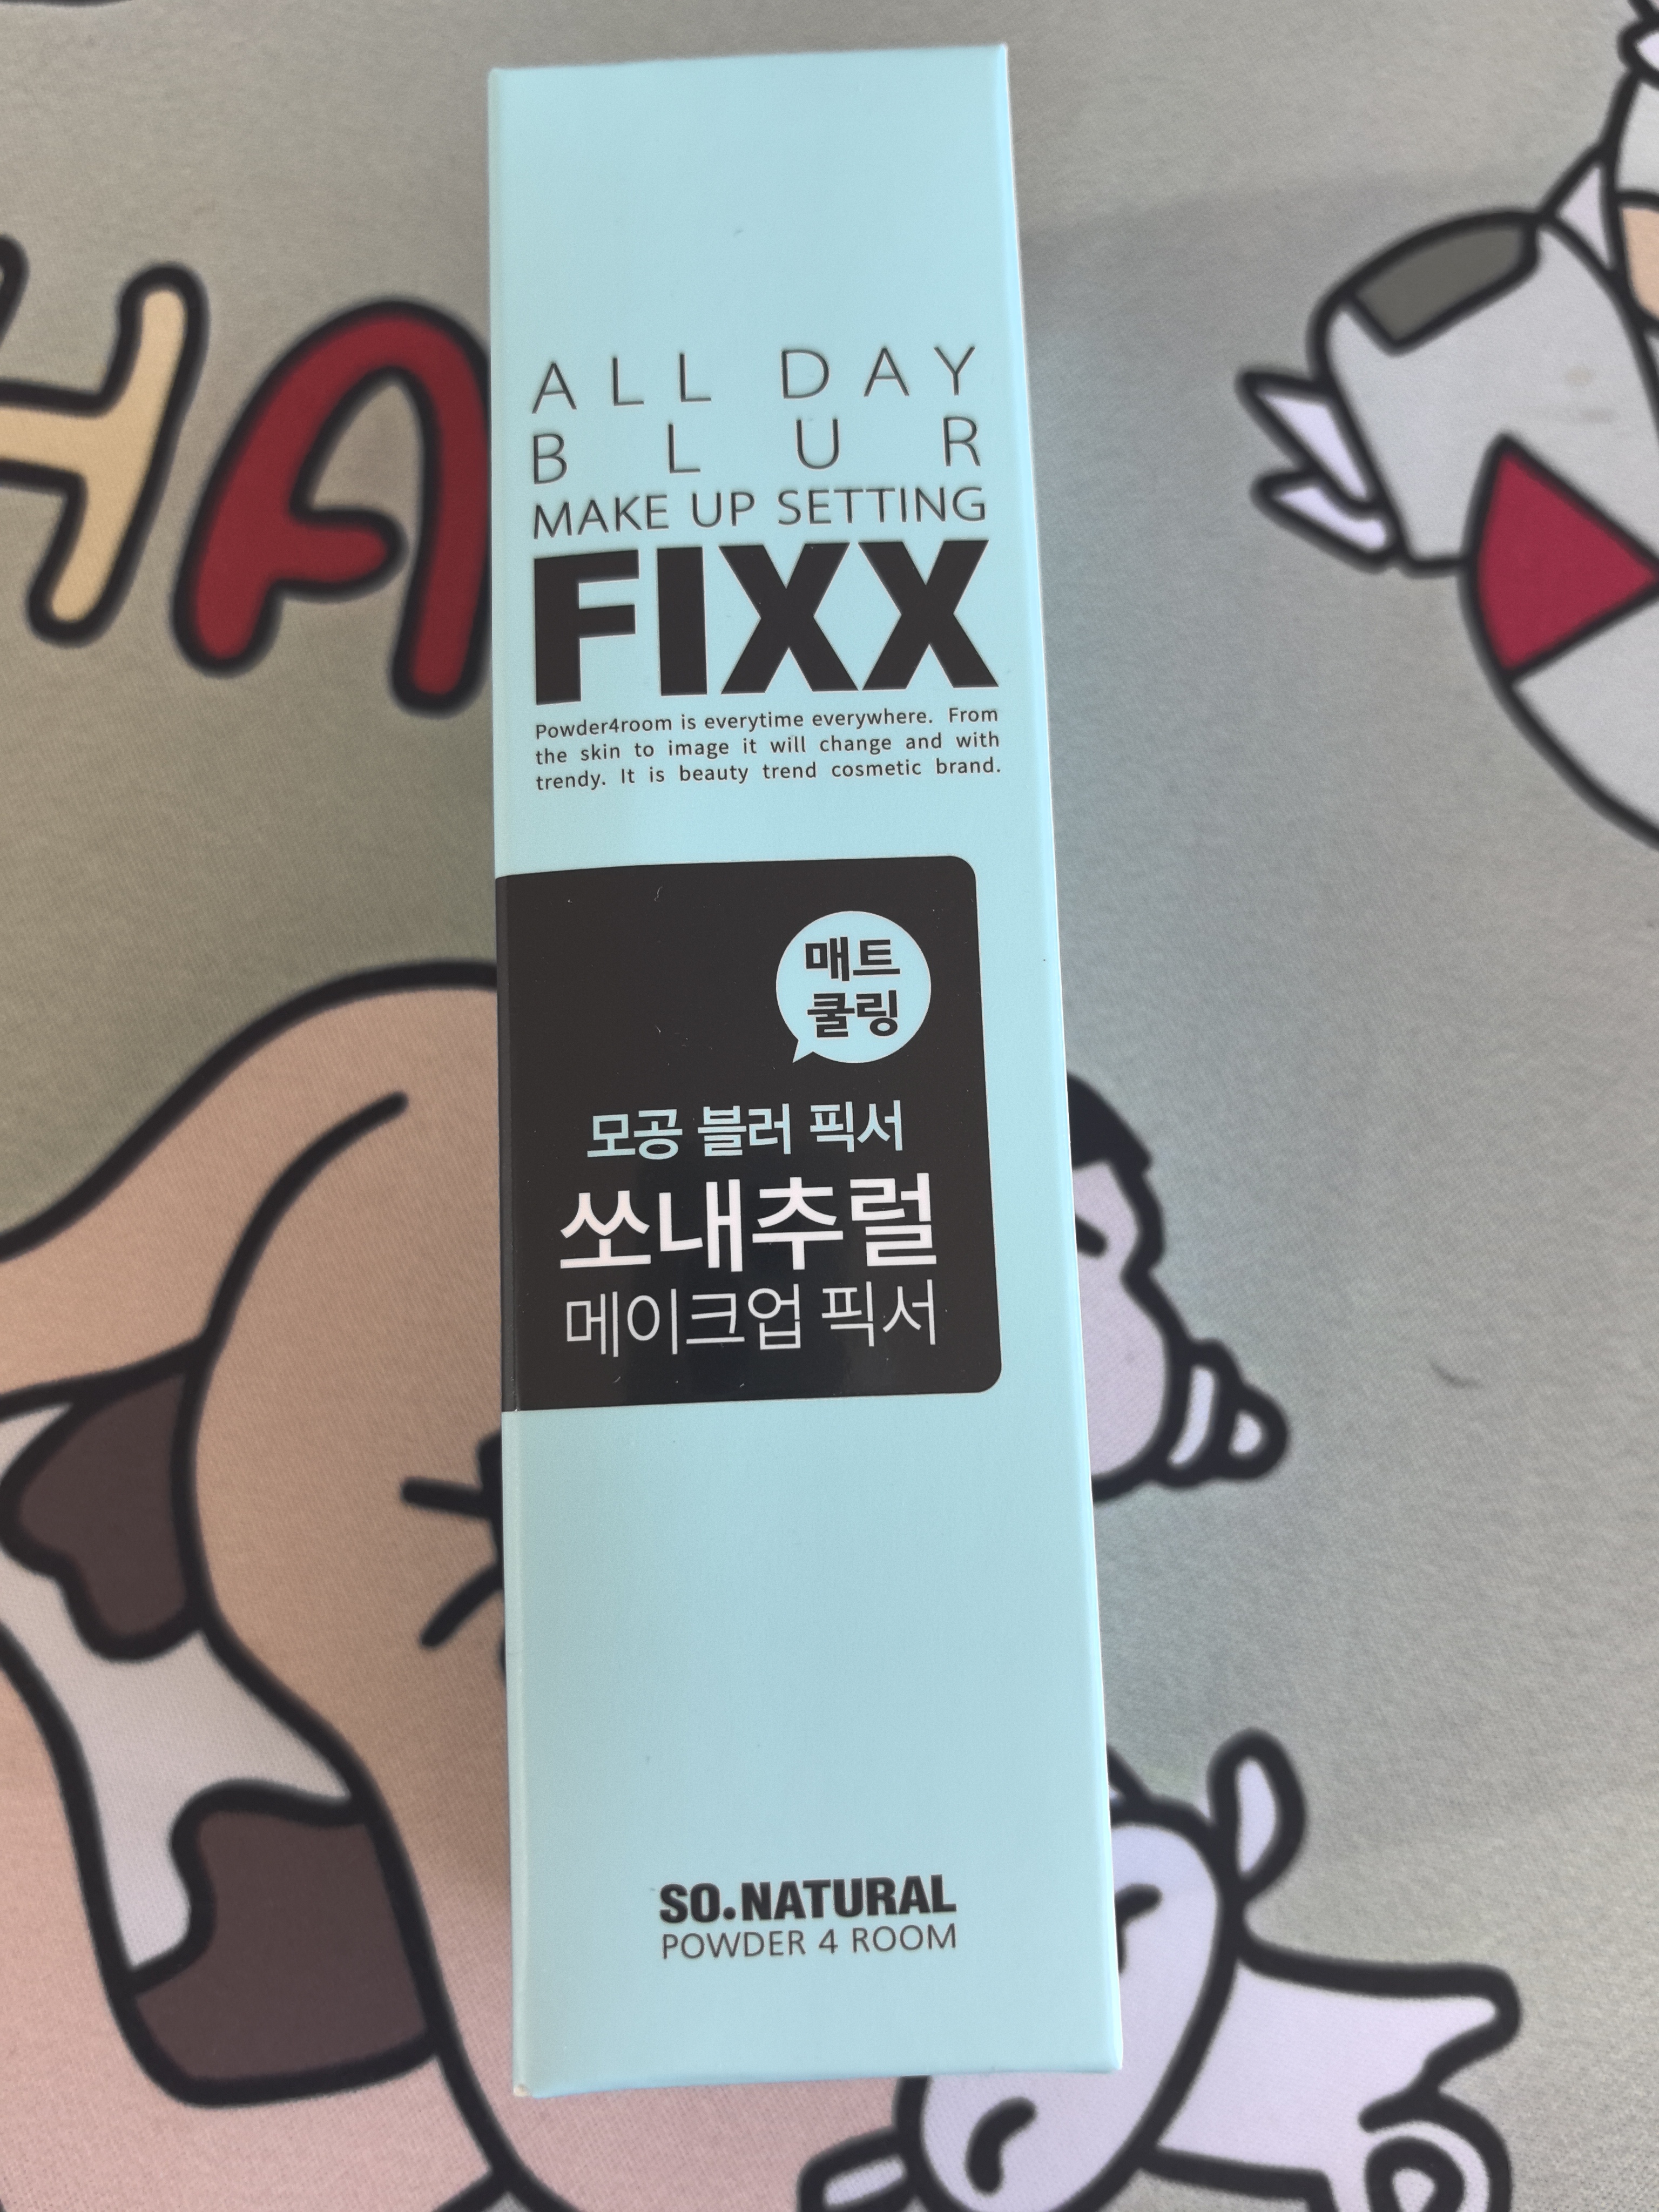 HA
ALL DAY
BLUR
MAKE UP SETTING
FIXX
Powder4room is everytime everywhere. From
the skin to image it will change and with
trendy. It is beauty trend cosmetic brand.
매트
쿨링
모공 블러 픽서
쏘내추럴
메이크업 픽서
SO.NATURAL
POWDER 4 ROOM